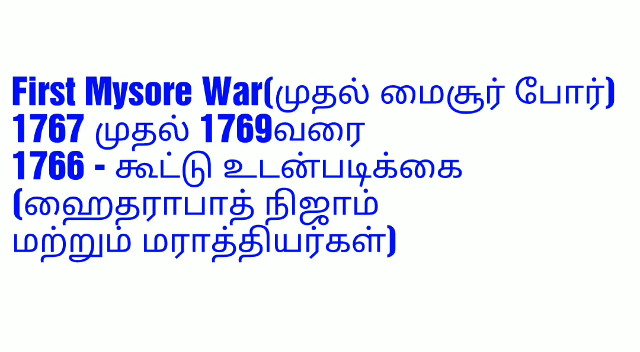 First Mysore War(முதல் மைசூர் போர்)
1767 முதல் 1769வரை
1766 - கூட்டு உடன்படிக்கை
(ஹைதராபாத் நிஜாம்
மற்றும் மராத்தியர்கள்)